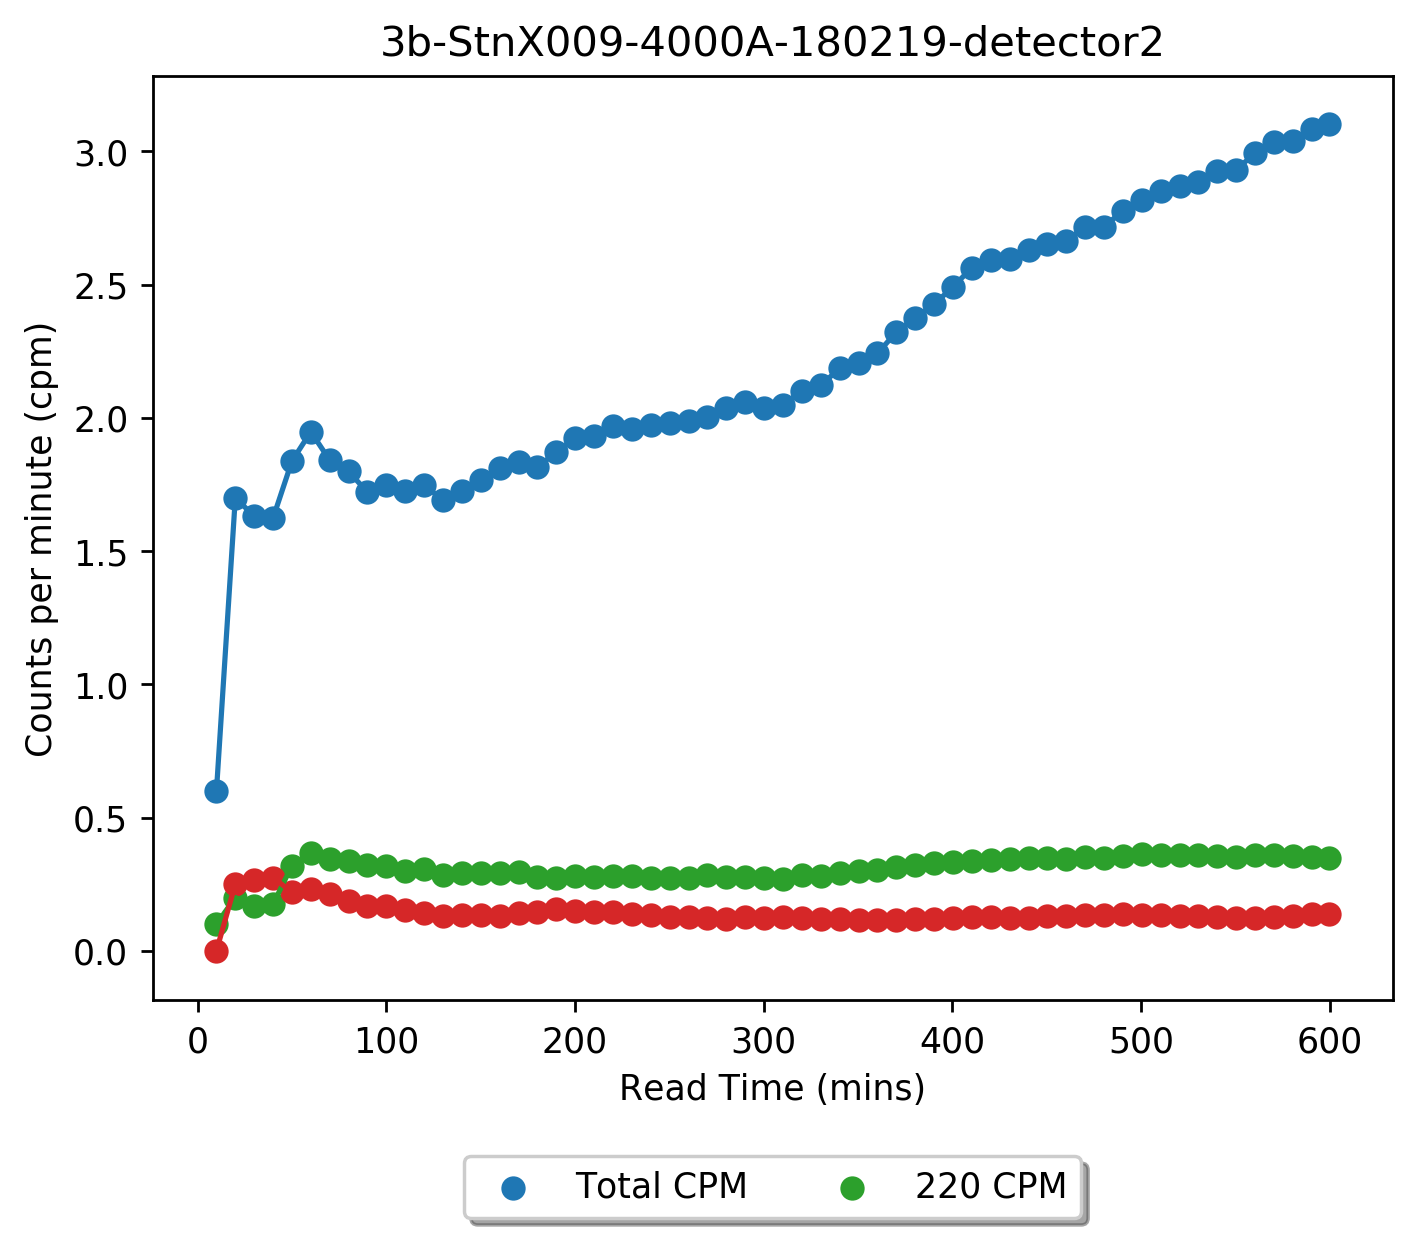 3b-StnX009-4000A-180219-detector2
3.0
2.5
2.0
1.5
1.0
0.5
0.0
Counts per minute (cpm)
0 100 200 300 400 500 600
Read Time (mins)
Total CPM 220 CPM